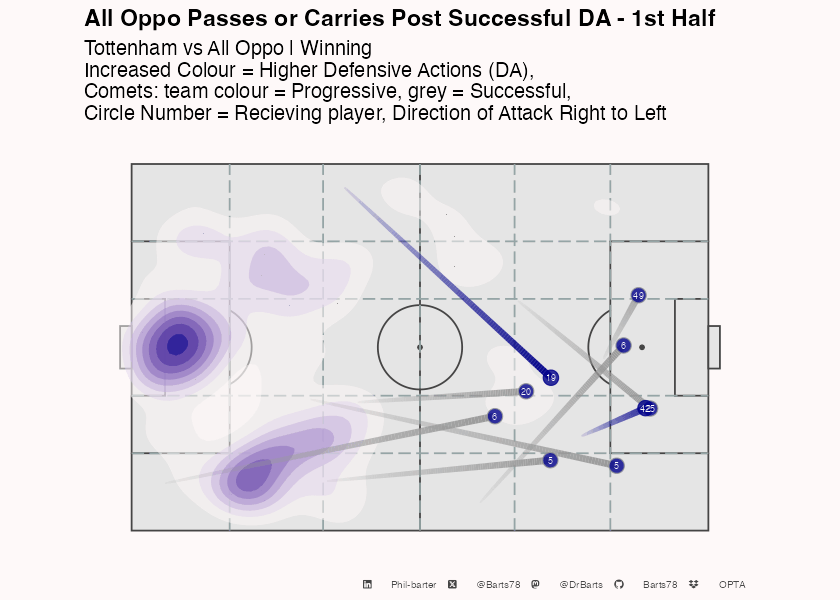 All Oppo Passes or Carries Post Successful DA - 1st Half
Tottenham vs All Oppo | Winning
Increased Colour = Higher Defensive Actions (DA),
Comets: team colour = Progressive, grey = Successful,
Circle Number = Recieving player, Direction of Attack Right to Left
49
6
19
20
425
6
5
5
Phil-barter @Barts78 @DrBarts Barts78 OPTA